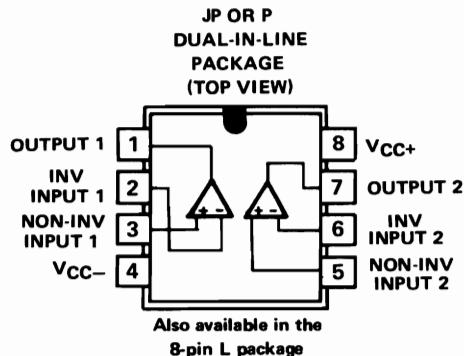 JP OR P
DUAL-IN-LINE
PACKAGE
(TOP VIEW)
OUTPUT 1 1
8 VCC+
INV
INPUT 1 2
7 OUTPUT 2
NON-INV
INPUT 1 3
6 INV
INPUT 2
VCC– 4
5 NON-INV
INPUT 2
+ –
+ –
Also available in the
8-pin L package